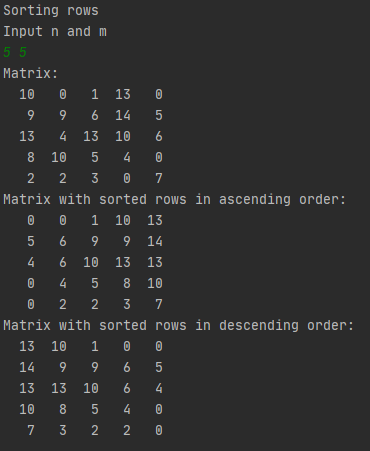 Sorting rows
Input n and m
5 5
Matrix:
10 0 1 13 0
9 9 6 14 5
13 4 13 10 6
8 10 5 4 0
2 2 3 0 7
Matrix with sorted rows in ascending order:
0 0 1 10 13
5 6 9 9 14
4 6 10 13 13
0 4 5 8 10
0 2 2 3 7
Matrix with sorted rows in descending order:
13 10 1 0 0
14 9 9 6 5
13 13 10 6 4
10 8 5 4 0
7 3 2 2 0